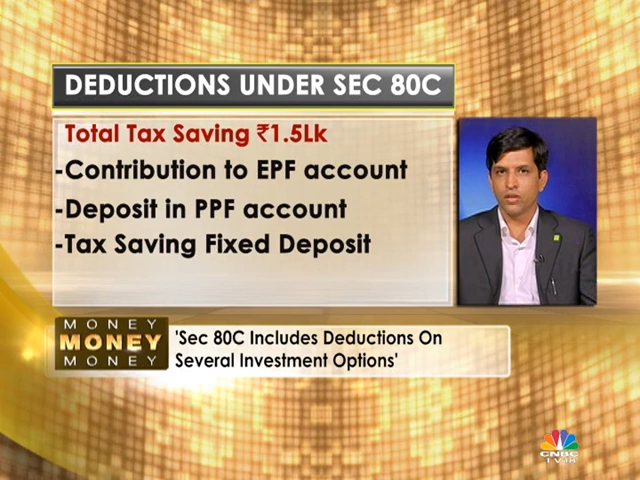 DEDUCTIONS UNDER SEC 80C
Total Tax Saving ₹1.5Lk
-Contribution to EPF account
-Deposit in PPF account
-Tax Saving Fixed Deposit
MONEY
MONEY
MONEY
'Sec 80C Includes Deductions On
Several Investment Options'
CNBC
TV18